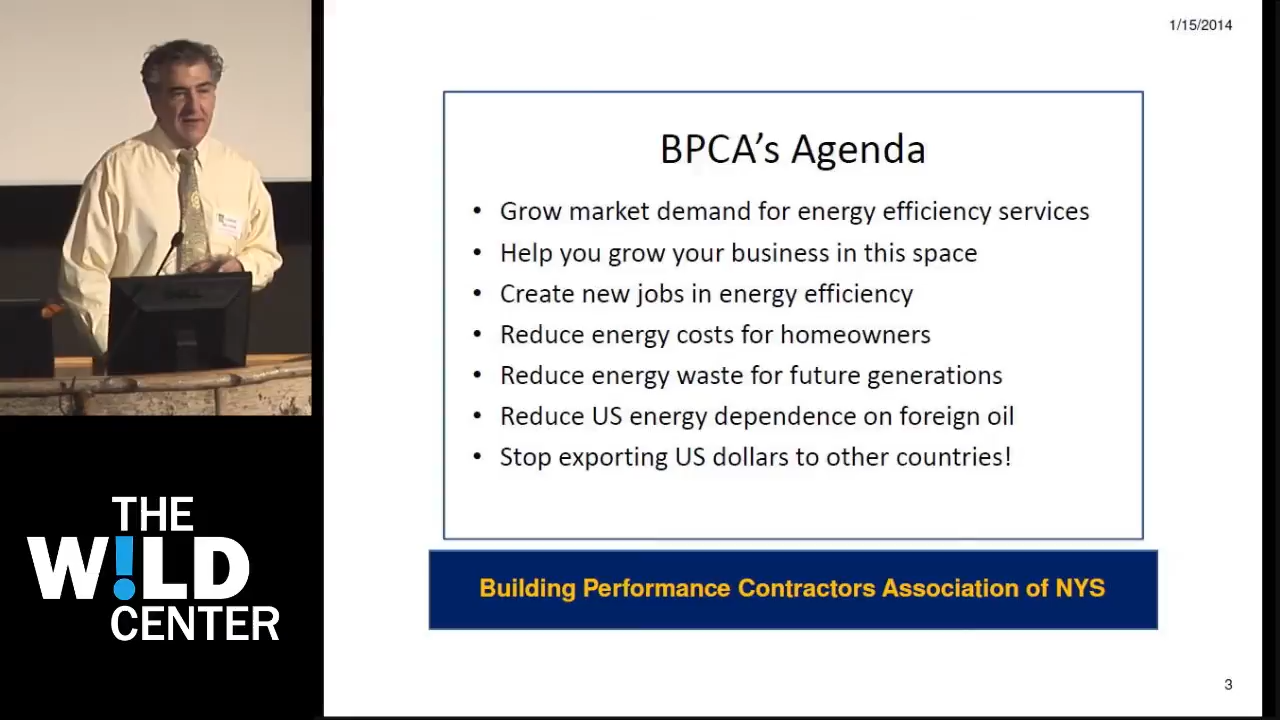 1/15/2014
BPCA's Agenda
• Grow market demand for energy efficiency services
• Help you grow your business in this space
• Create new jobs in energy efficiency
• Reduce energy costs for homeowners
• Reduce energy waste for future generations
• Reduce US energy dependence on foreign oil
• Stop exporting US dollars to other countries!
Building Performance Contractors Association of NYS
3
THE
W!LD
CENTER